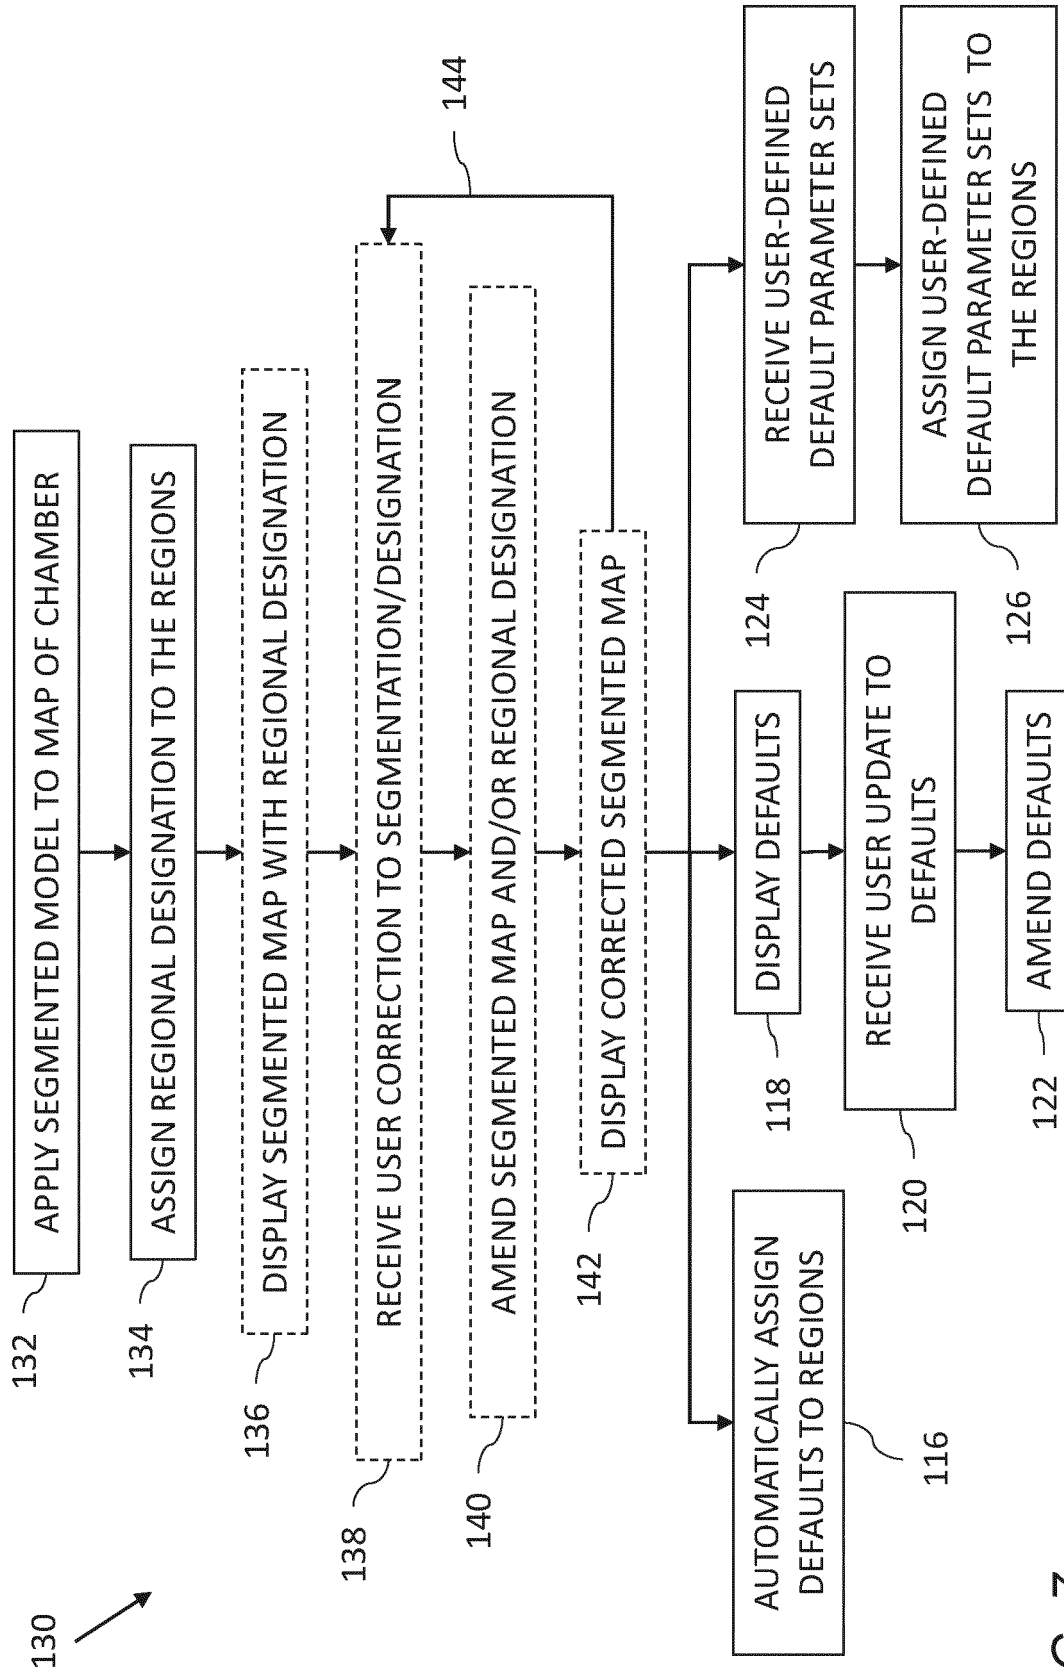 130
132
APPLY SEGMENTED MODEL TO MAP OF CHAMBER
134
ASSIGN REGIONAL DESIGNATION TO THE REGIONS
136
DISPLAY SEGMENTED MAP WITH REGIONAL DESIGNATION
138
RECEIVE USER CORRECTION TO SEGMENTATION/DESIGNATION
144
140
AMEND SEGMENTED MAP AND/OR REGIONAL DESIGNATION
142
DISPLAY CORRECTED SEGMENTED MAP
AUTOMATICALLY ASSIGN
DEFAULTS TO REGIONS
116
118
DISPLAY DEFAULTS
120
RECEIVE USER UPDATE TO
DEFAULTS
122
AMEND DEFAULTS
124
RECEIVE USER-DEFINED
DEFAULT PARAMETER SETS
126
ASSIGN USER-DEFINED
DEFAULT PARAMETER SETS TO
THE REGIONS